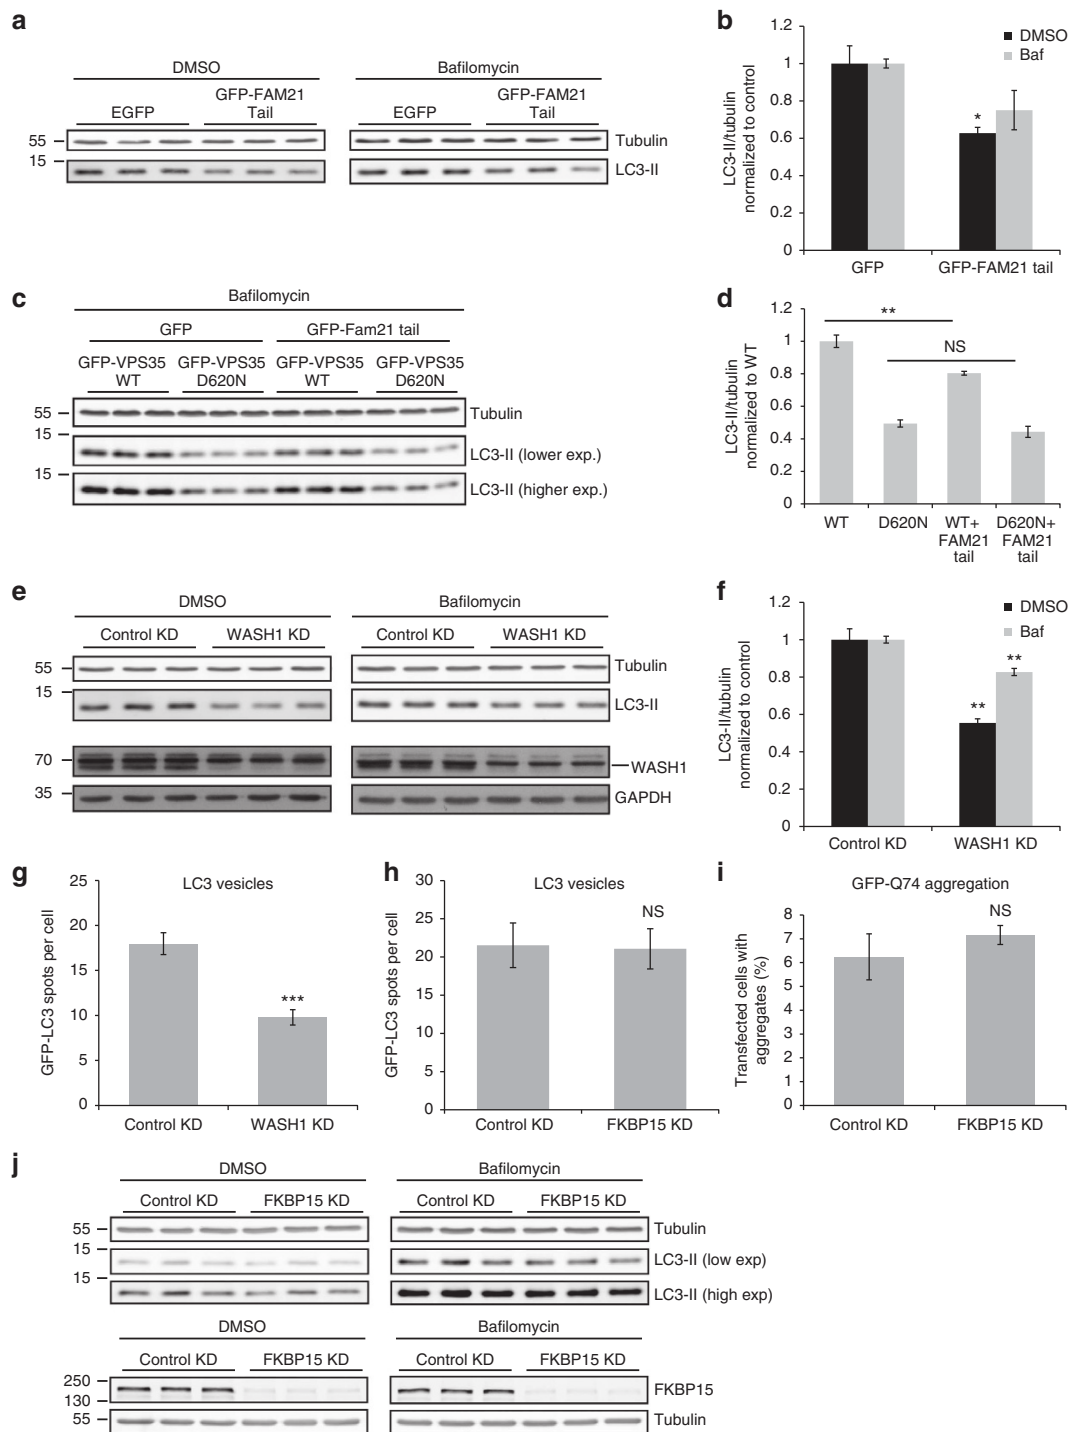 a
DMSO
Bafilomycin
EGFP
GFP-FAM21
Tail
EGFP
GFP-FAM21
Tail
55
Tubulin
15
LC3-II
b
LC3-II/tubulin
normalized to control
1.2
1
0.8
0.6
0.4
0.2
0
DMSO
Baf
*
GFP
GFP-FAM21 tail
c
Bafilomycin
GFP
GFP-Fam21 tail
GFP-VPS35
WT
GFP-VPS35
D620N
GFP-VPS35
WT
GFP-VPS35
D620N
55
Tubulin
15
LC3-II (lower exp.)
15
LC3-II (higher exp.)
d
LC3-II/tubulin
normalized to WT
1.2
1
0.8
0.6
0.4
0.2
0
**
NS
WT
D620N
WT+
FAM21
tail
D620N+
FAM21
tail
e
DMSO
Bafilomycin
Control KD
WASH1 KD
Control KD
WASH1 KD
55
Tubulin
15
LC3-II
70
WASH1
35
GAPDH
f
LC3-II/tubulin
normalized to control
1.2
1
0.8
0.6
0.4
0.2
0
DMSO
Baf
**
**
Control KD
WASH1 KD
g
LC3 vesicles
GFP-LC3 spots per cell
25
20
15
10
5
0
***
Control KD
WASH1 KD
h
LC3 vesicles
GFP-LC3 spots per cell
30
25
20
15
10
5
0
NS
Control KD
FKBP15 KD
i
GFP-Q74 aggregation
Transfected cells with
aggregates (%)
8
7
6
5
4
3
2
1
0
NS
Control KD
FKBP15 KD
j
DMSO
Bafilomycin
Control KD
FKBP15 KD
Control KD
FKBP15 KD
55
Tubulin
15
LC3-II (low exp)
15
LC3-II (high exp)
DMSO
Bafilomycin
Control KD
FKBP15 KD
Control KD
FKBP15 KD
250
FKBP15
130
55
Tubulin